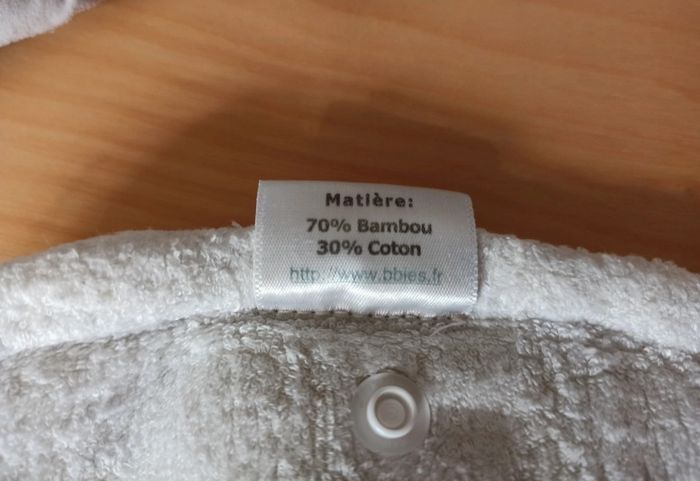 Matière:
70% Bambou
30% Coton
http://www.bbies.fr